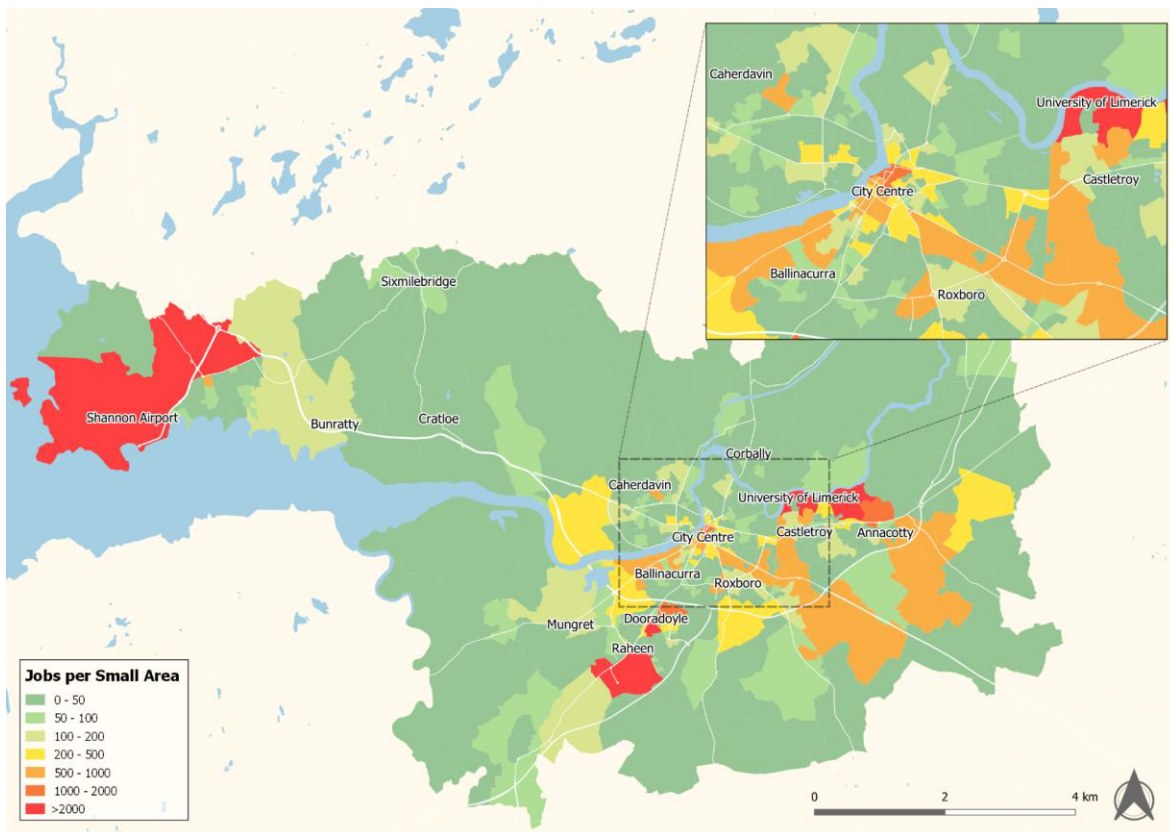 Caherdavin
University of Limerick
Castletroy
City Centre
Ballinacurra
Roxboro
Sixmilebridge
Shannon Airport
Bunratty
Cratloe
Corbally
Caherdavin
University of Limerick
City Centre
Castletroy
Annacotty
Ballinacurra
Roxboro
Mungret
Dooradoyle
Raheen
Jobs per Small Area
0 - 50
50 - 100
100 - 200
200 - 500
500 - 1000
1000 - 2000
>2000
0 2 4 km